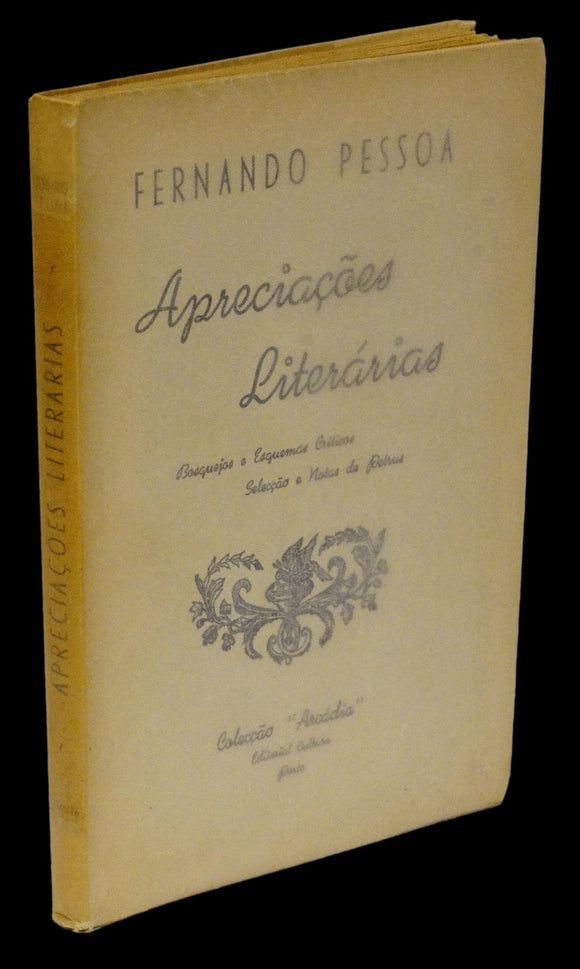 FERNANDO PESSOA
Apreciações
Literárias
Bosquejos e Esquemas Críticos
Selecção e Notas de Petrus
Colecção "Arcádia"
Editorial Cultura
Porto
APRECIAÇÕES LITERÁRIAS